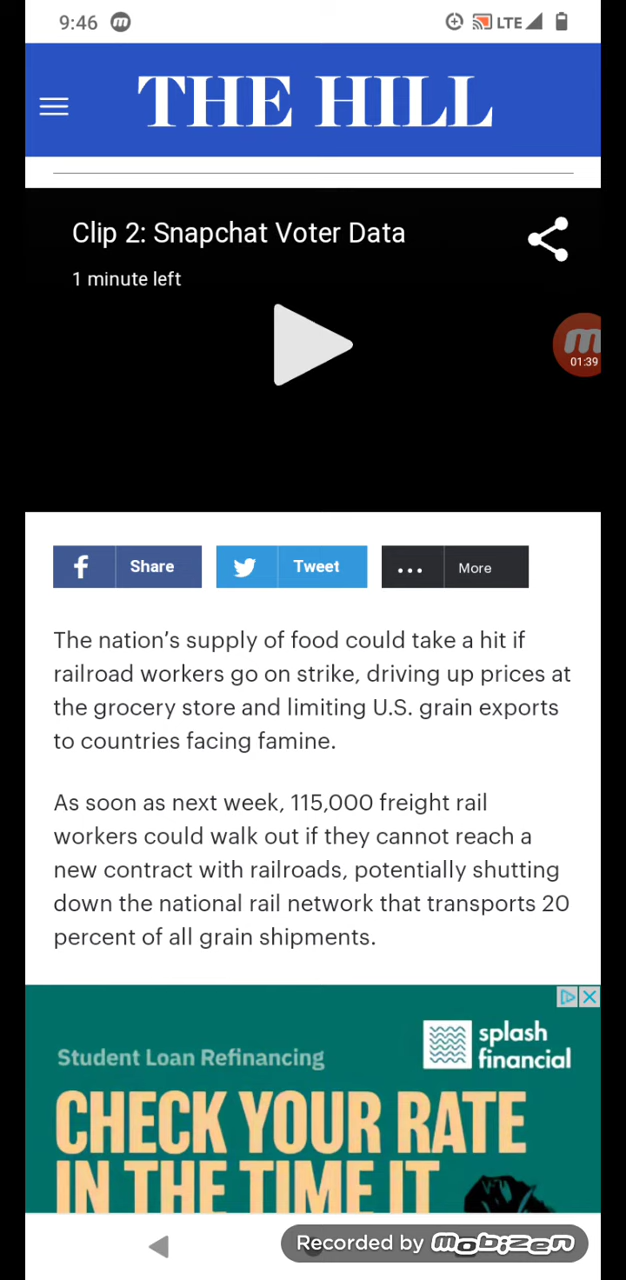 9:46 m LTE
THE HILL
Clip 2: Snapchat Voter Data
1 minute left
m
01:39
f Share Tweet ... More
The nation’s supply of food could take a hit if
railroad workers go on strike, driving up prices at
the grocery store and limiting U.S. grain exports
to countries facing famine.
As soon as next week, 115,000 freight rail
workers could walk out if they cannot reach a
new contract with railroads, potentially shutting
down the national rail network that transports 20
percent of all grain shipments.
splash
Student Loan Refinancing financial
CHECK YOUR RATE
IN THE TIME IT
Recorded by mobizen